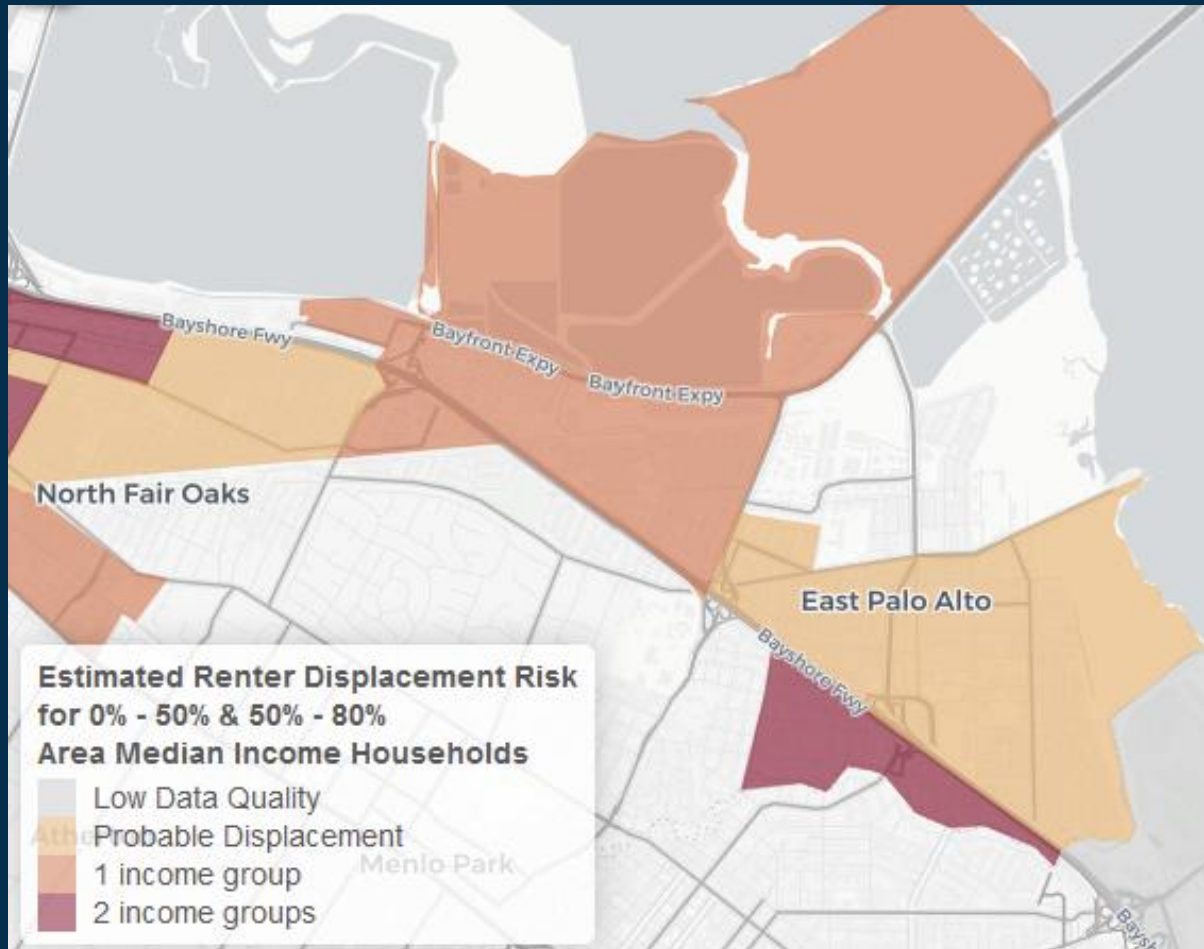 Bayshore Fwy
Bayfront Expy
Bayfront Expy
North Fair Oaks
East Palo Alto
Bayshore Fwy
Estimated Renter Displacement Risk
for 0% - 50% & 50% - 80%
Area Median Income Households
Low Data Quality
Probable Displacement
1 income group
Menlo Park
2 income groups